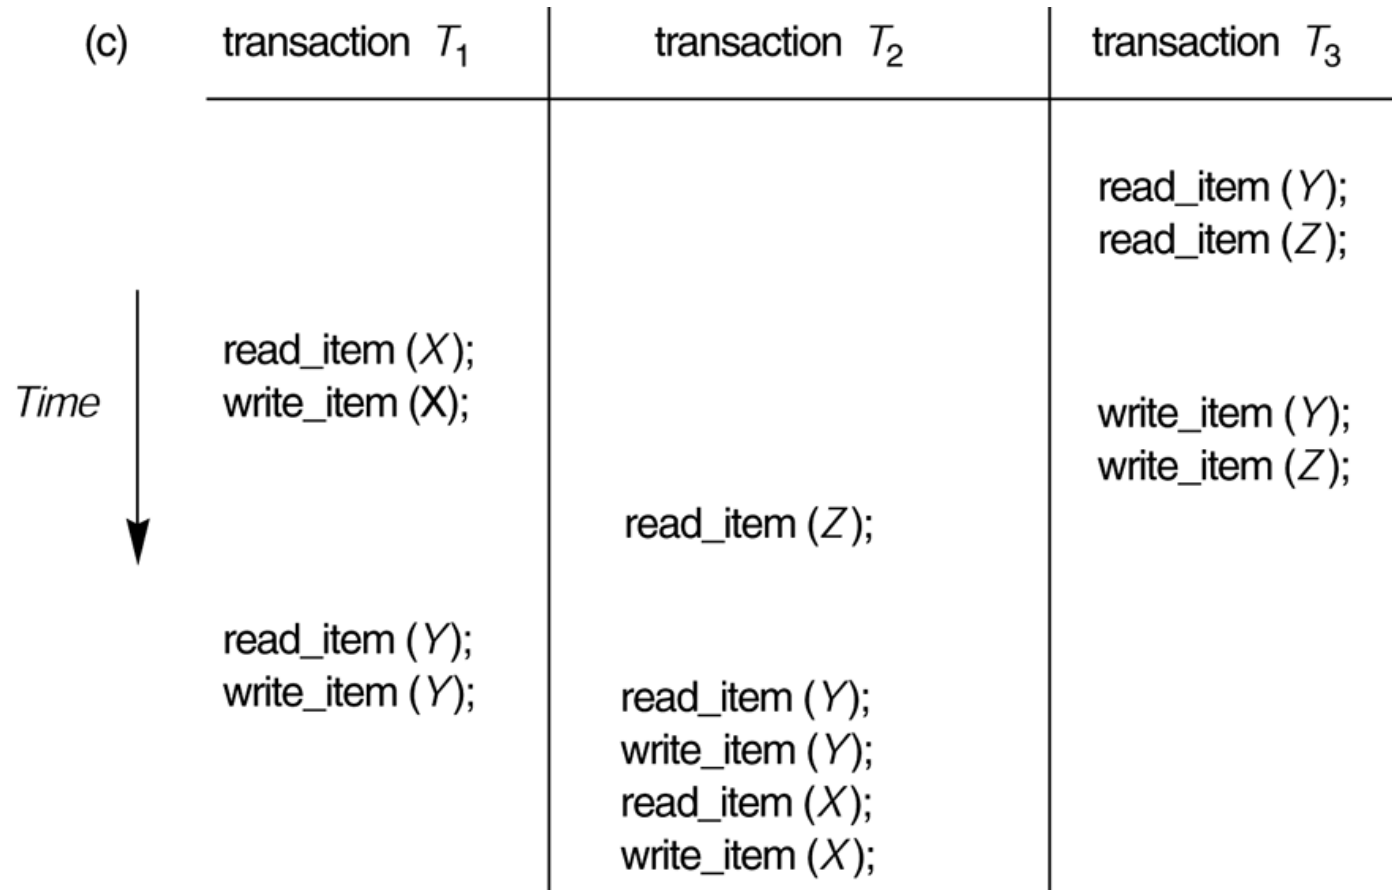 (c) transaction T1 transaction T2 transaction T3
read_item (Y);
read_item (Z);
read_item (X);
Time write_item (X); write_item (Y);
write_item (Z);
read_item (Z);
read_item (Y);
write_item (Y); read_item (Y);
write_item (Y);
read_item (X);
write_item (X);